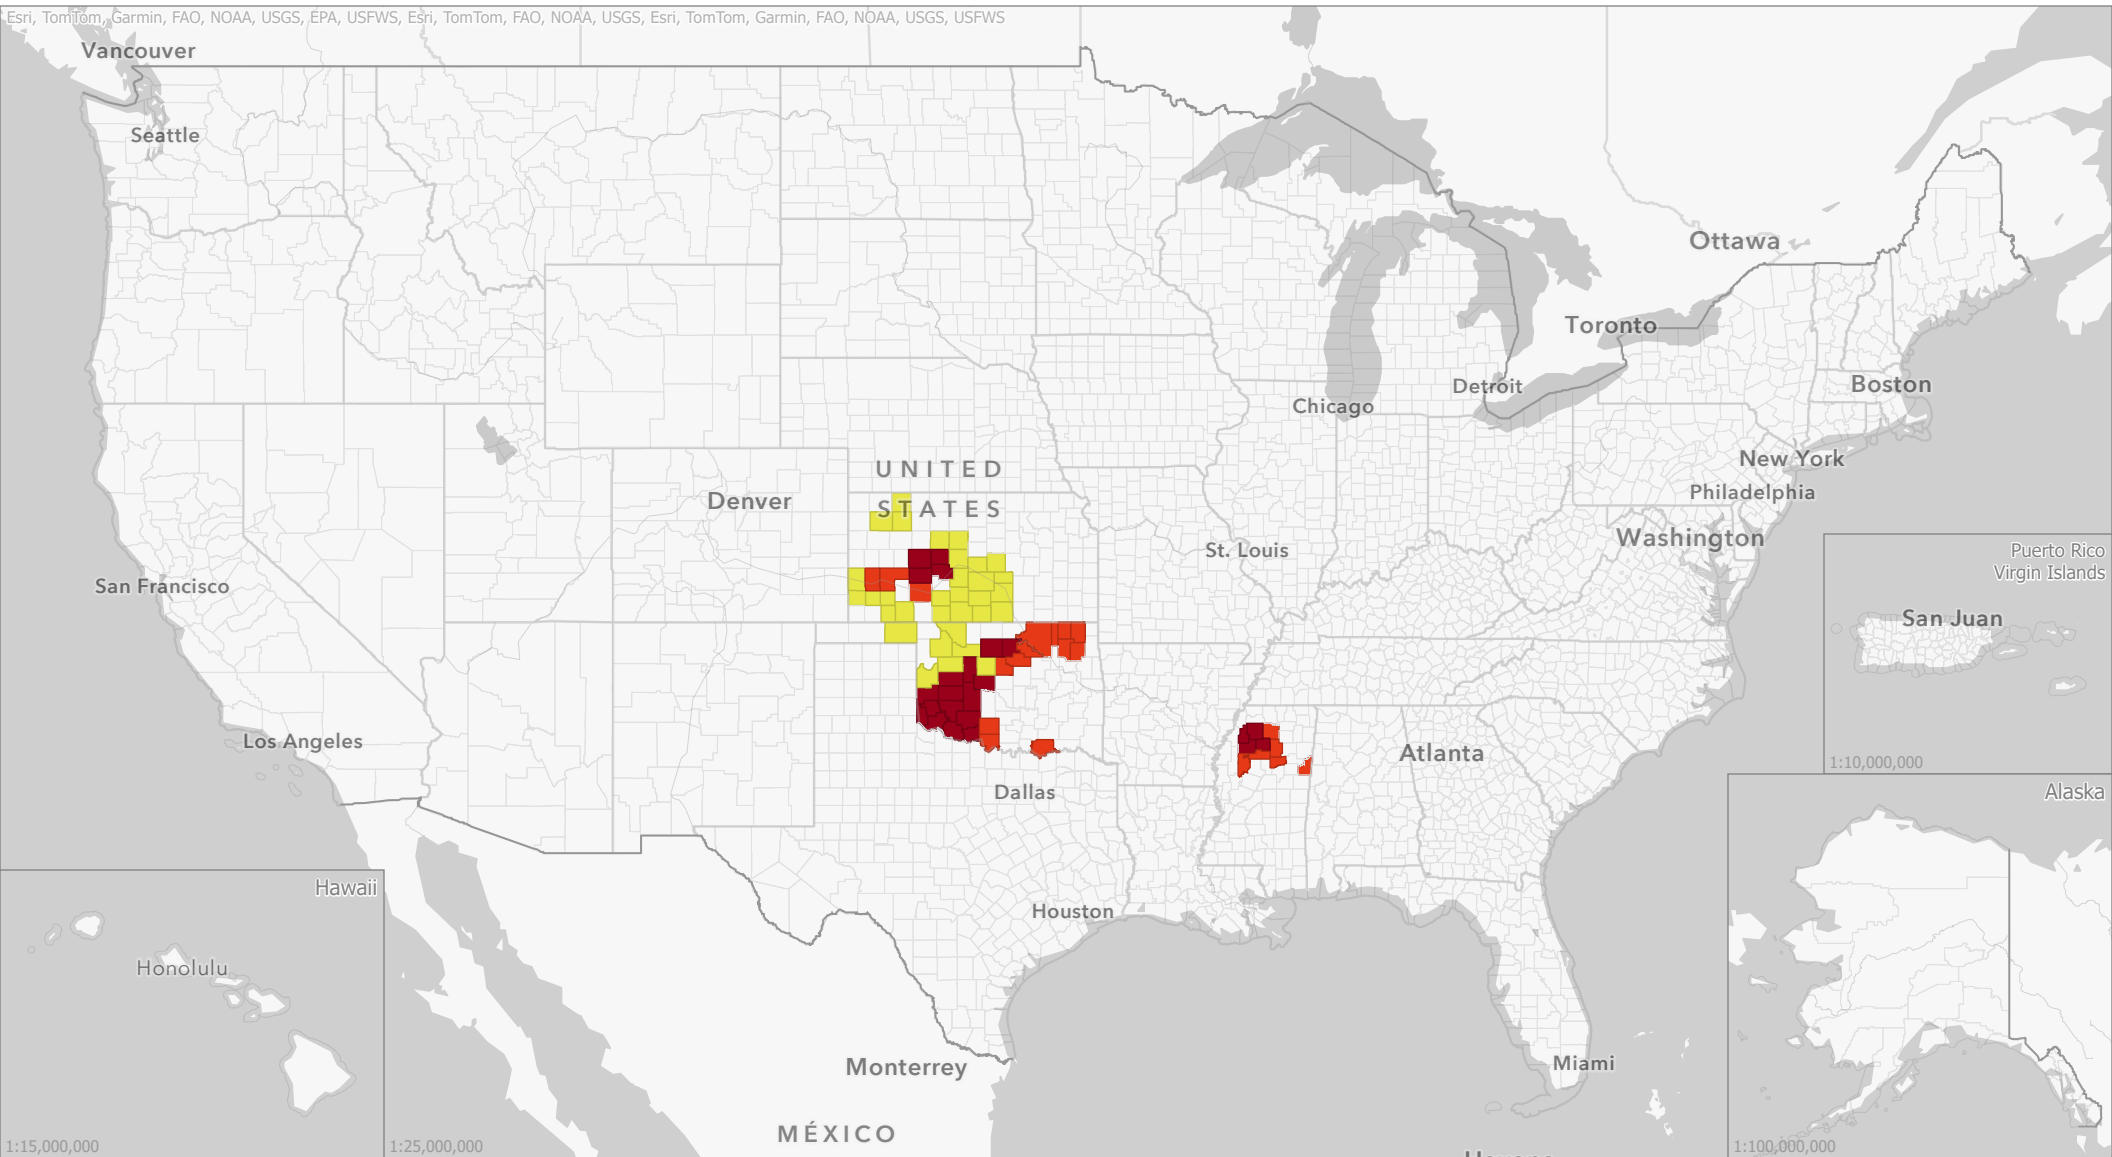 Esri, TomTom, Garmin, FAO, NOAA, USGS, EPA, USFWS, Esri, TomTom, FAO, NOAA, USGS, Esri, TomTom, Garmin, FAO, NOAA, USGS, USFWS
Vancouver
Seattle
Ottawa
Toronto
Detroit
Boston
Chicago
New York
UNITED
STATES
Denver
Philadelphia
Washington
St. Louis
San Francisco
Puerto Rico
Virgin Islands
San Juan
1:10,000,000
Los Angeles
Atlanta
Dallas
Alaska
Hawaii
Houston
Honolulu
Monterrey
Miami
MÉXICO
1:15,000,000
1:25,000,000
1:100,000,000